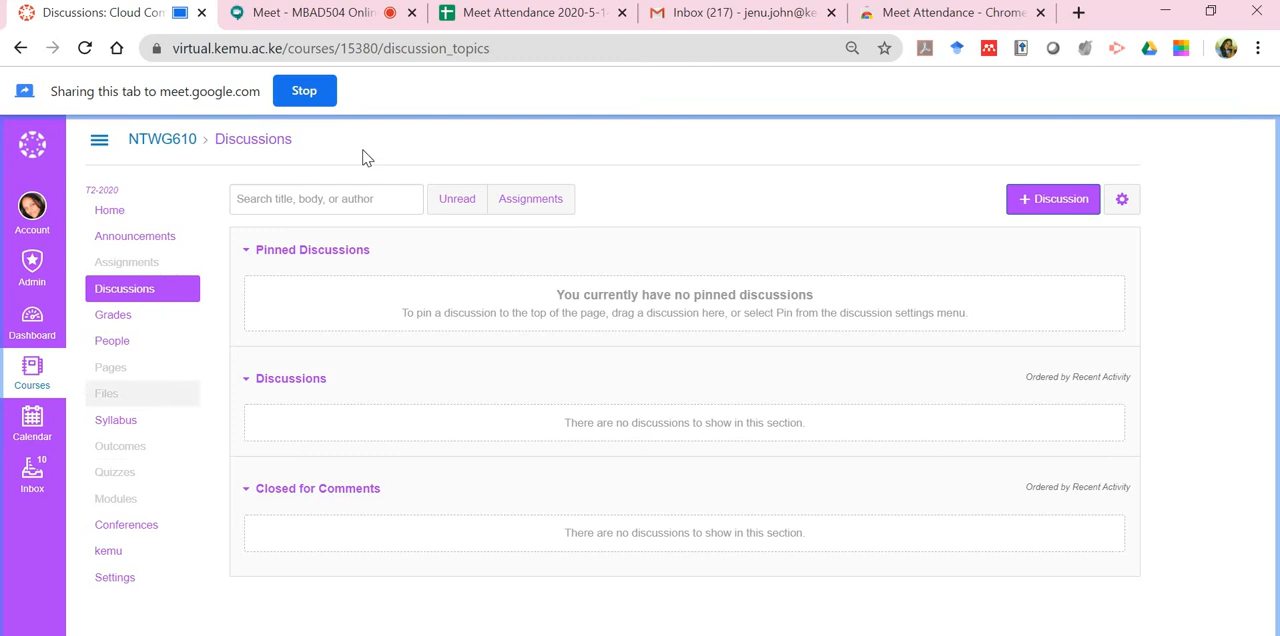 Discussions: Cloud Com
Meet - MBAD504 Onlin
Meet Attendance 2020-5-1
Inbox (217) - jenu.john@ke
Meet Attendance - Chrome
virtual.kemu.ac.ke/courses/15380/discussion_topics
Sharing this tab to meet.google.com Stop
NTWG610 › Discussions
T2-2020
Search title, body, or author Unread Assignments + Discussion
Account
Admin
Dashboard
Courses
Calendar
10
Inbox
Home
Announcements
Assignments
Discussions
Grades
People
Pages
Files
Syllabus
Outcomes
Quizzes
Modules
Conferences
kemu
Settings
Pinned Discussions
You currently have no pinned discussions
To pin a discussion to the top of the page, drag a discussion here, or select Pin from the discussion settings menu.
Discussions Ordered by Recent Activity
There are no discussions to show in this section.
Closed for Comments Ordered by Recent Activity
There are no discussions to show in this section.